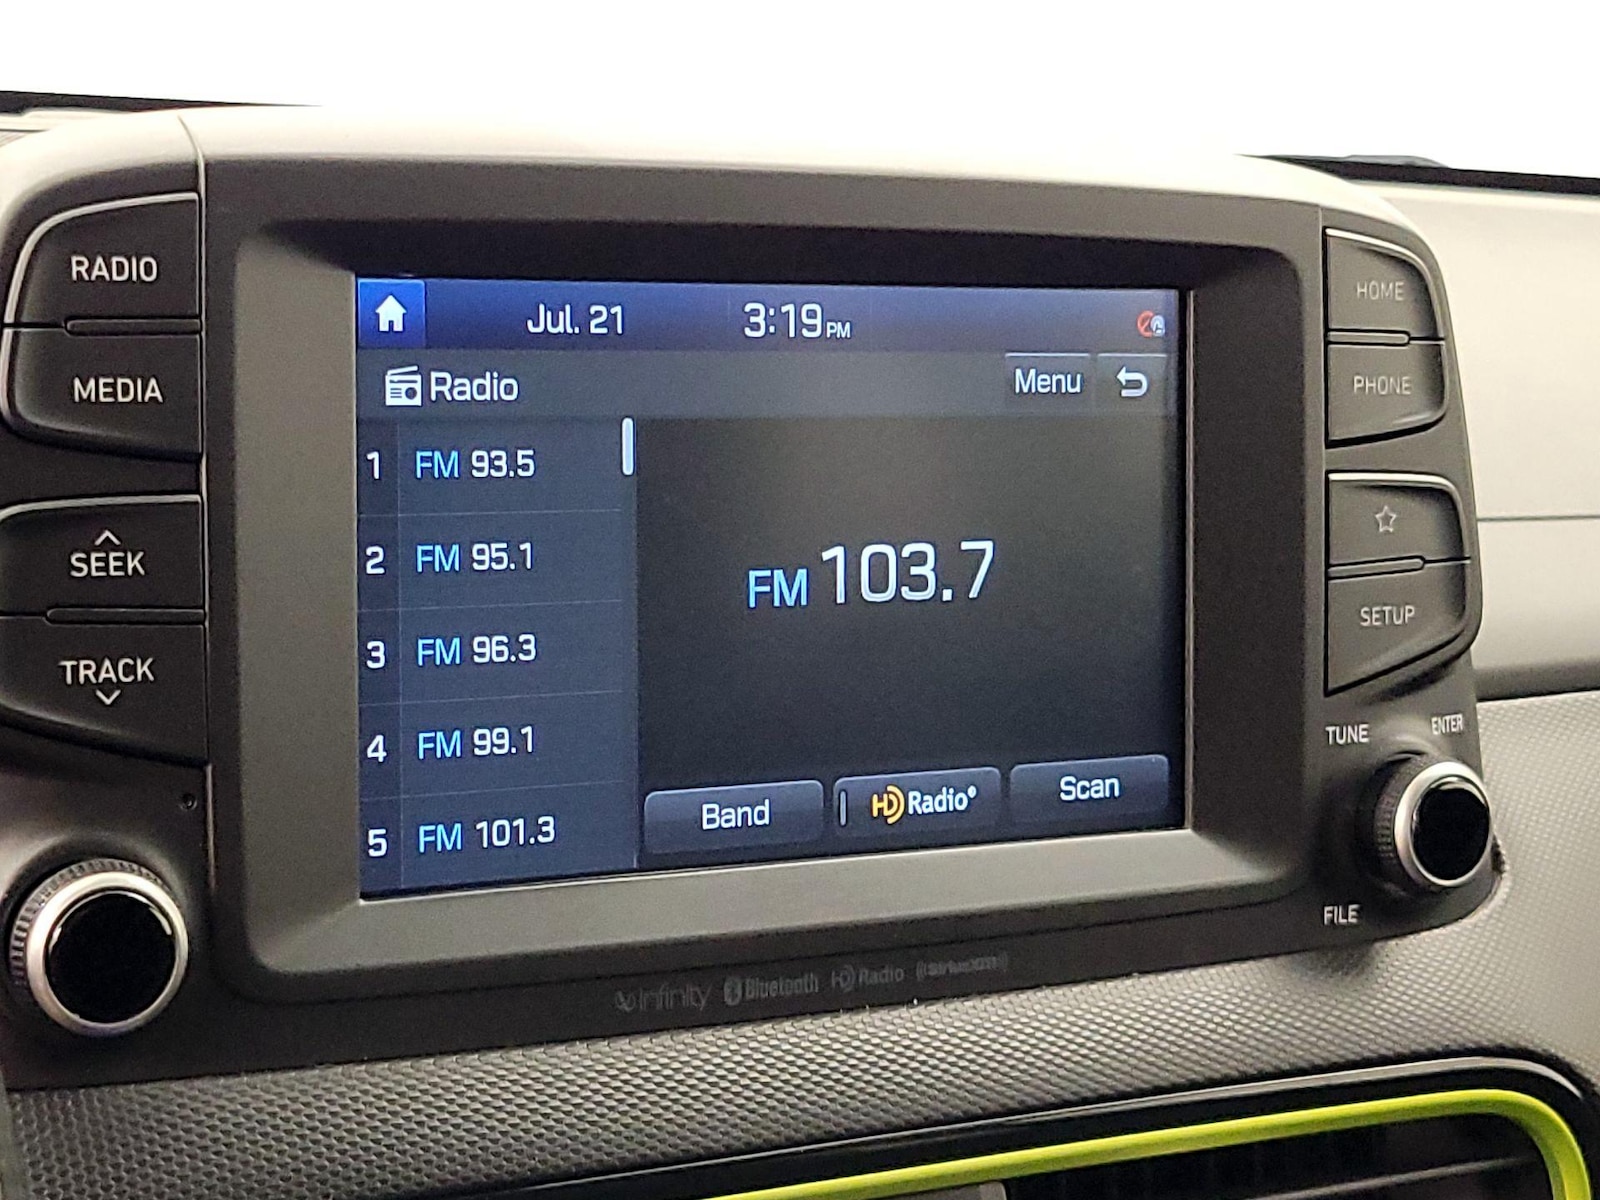 RADIO
MEDIA
SEEK
TRACK
Jul. 21 3:19PM
Radio Menu
1 FM 93.5
2 FM 95.1
3 FM 96.3
4 FM 99.1
5 FM 101.3
FM 103.7
Band HD Radio® Scan
HOME
PHONE
SETUP
TUNE ENTER
FILE
Infinity Bluetooth HD Radio SiriusXM